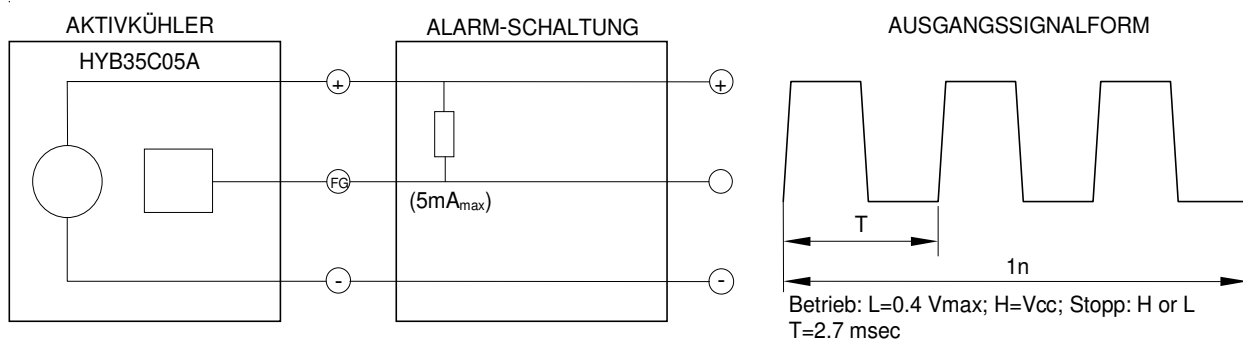 AKTIVKÜHLER
HYB35C05A
+
FG
-
ALARM-SCHALTUNG
(5mAmax)
+
-
AUSGANGSSIGNALFORM
T
1n
Betrieb: L=0.4 Vmax; H=Vcc; Stopp: H or L
T=2.7 msec